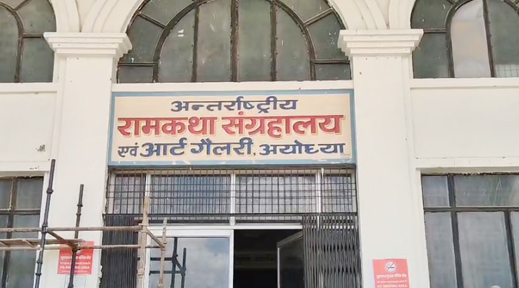 अन्तर्राष्ट्रीय
रामकथा संग्रहालय
एवं आर्ट गैलरी, अयोध्या